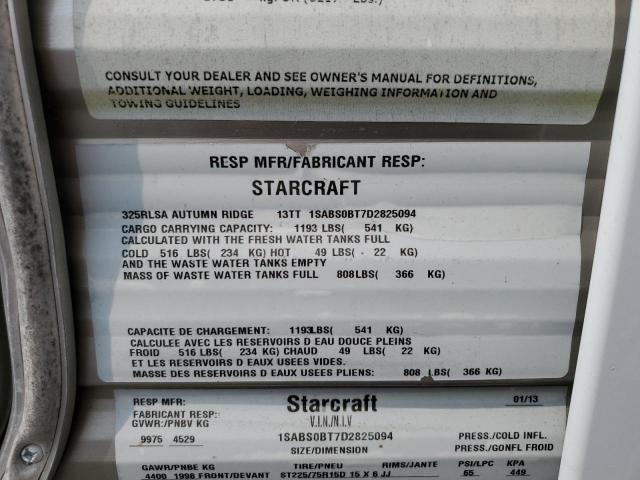 CONSULT YOUR DEALER AND SEE OWNER'S MANUAL FOR DEFINITIONS,
ADDITIONAL WEIGHT, LOADING, WEIGHING INFORMATION AND
TOWING GUIDELINES
RESP MFR/FABRICANT RESP:
STARCRAFT
325RLSA AUTUMN RIDGE 13TT 1SABS0BT7D2825094
CARGO CARRYING CAPACITY: 1193 LBS( 541 KG)
CALCULATED WITH THE FRESH WATER TANKS FULL
COLD 516 LBS( 234 KG) HOT 49 LBS( 22 KG)
AND THE WASTE WATER TANKS EMPTY
MASS OF WASTE WATER TANKS FULL 808LBS( 366 KG)
CAPACITE DE CHARGEMENT: 1193LBS( 541 KG)
CALCULEE AVEC LES RESERVOIRS D EAU DOUCE PLEINS
FROID 516 LBS( 234 KG) CHAUD 49 LBS( 22 KG)
ET LES RESERVOIRS D EAUX USEES VIDES.
MASSE DES RESERVOIRS D EAUX USEES PLIENS: 808 LBS( 366 KG)
RESP MFR: Starcraft 01/13
FABRICANT RESP: V.I.N./N.I.V
GVWR:/PNBV KG
9975 4529 1SABS0BT7D2825094 PRESS./COLD INFL.
SIZE/DIMENSION PRESS/GONFL FROID
GAWR/PNBE KG TIRE/PNEU RIMS/JANTE PSI/LPC KPA
4400 1998 FRONT/DEVANT ST225/75R15D 15 X 6 JJ 65 449